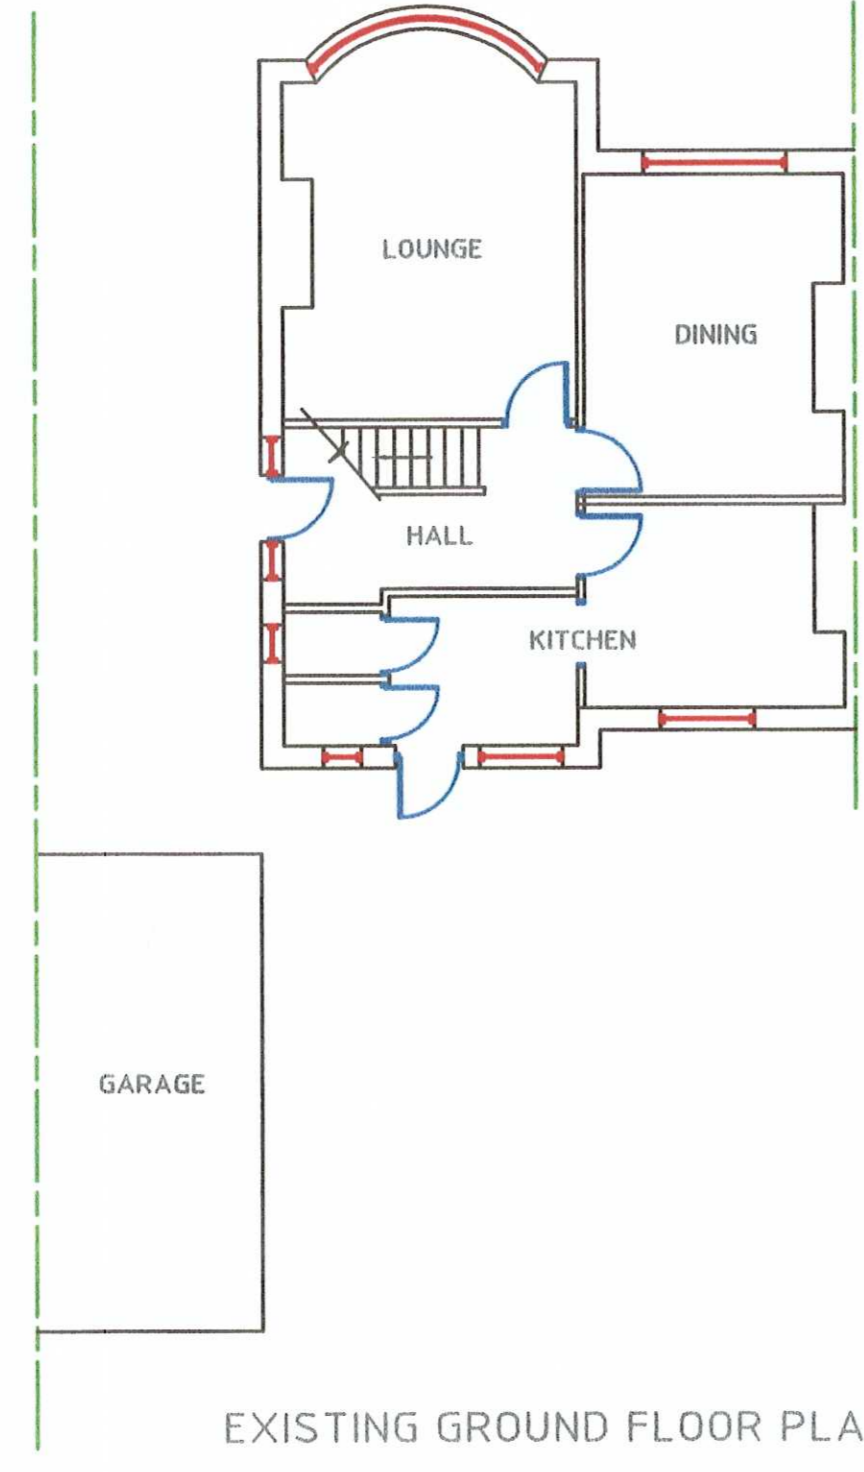 LOUNGE
DINING
HALL
KITCHEN
GARAGE
EXISTING GROUND FLOOR PLA